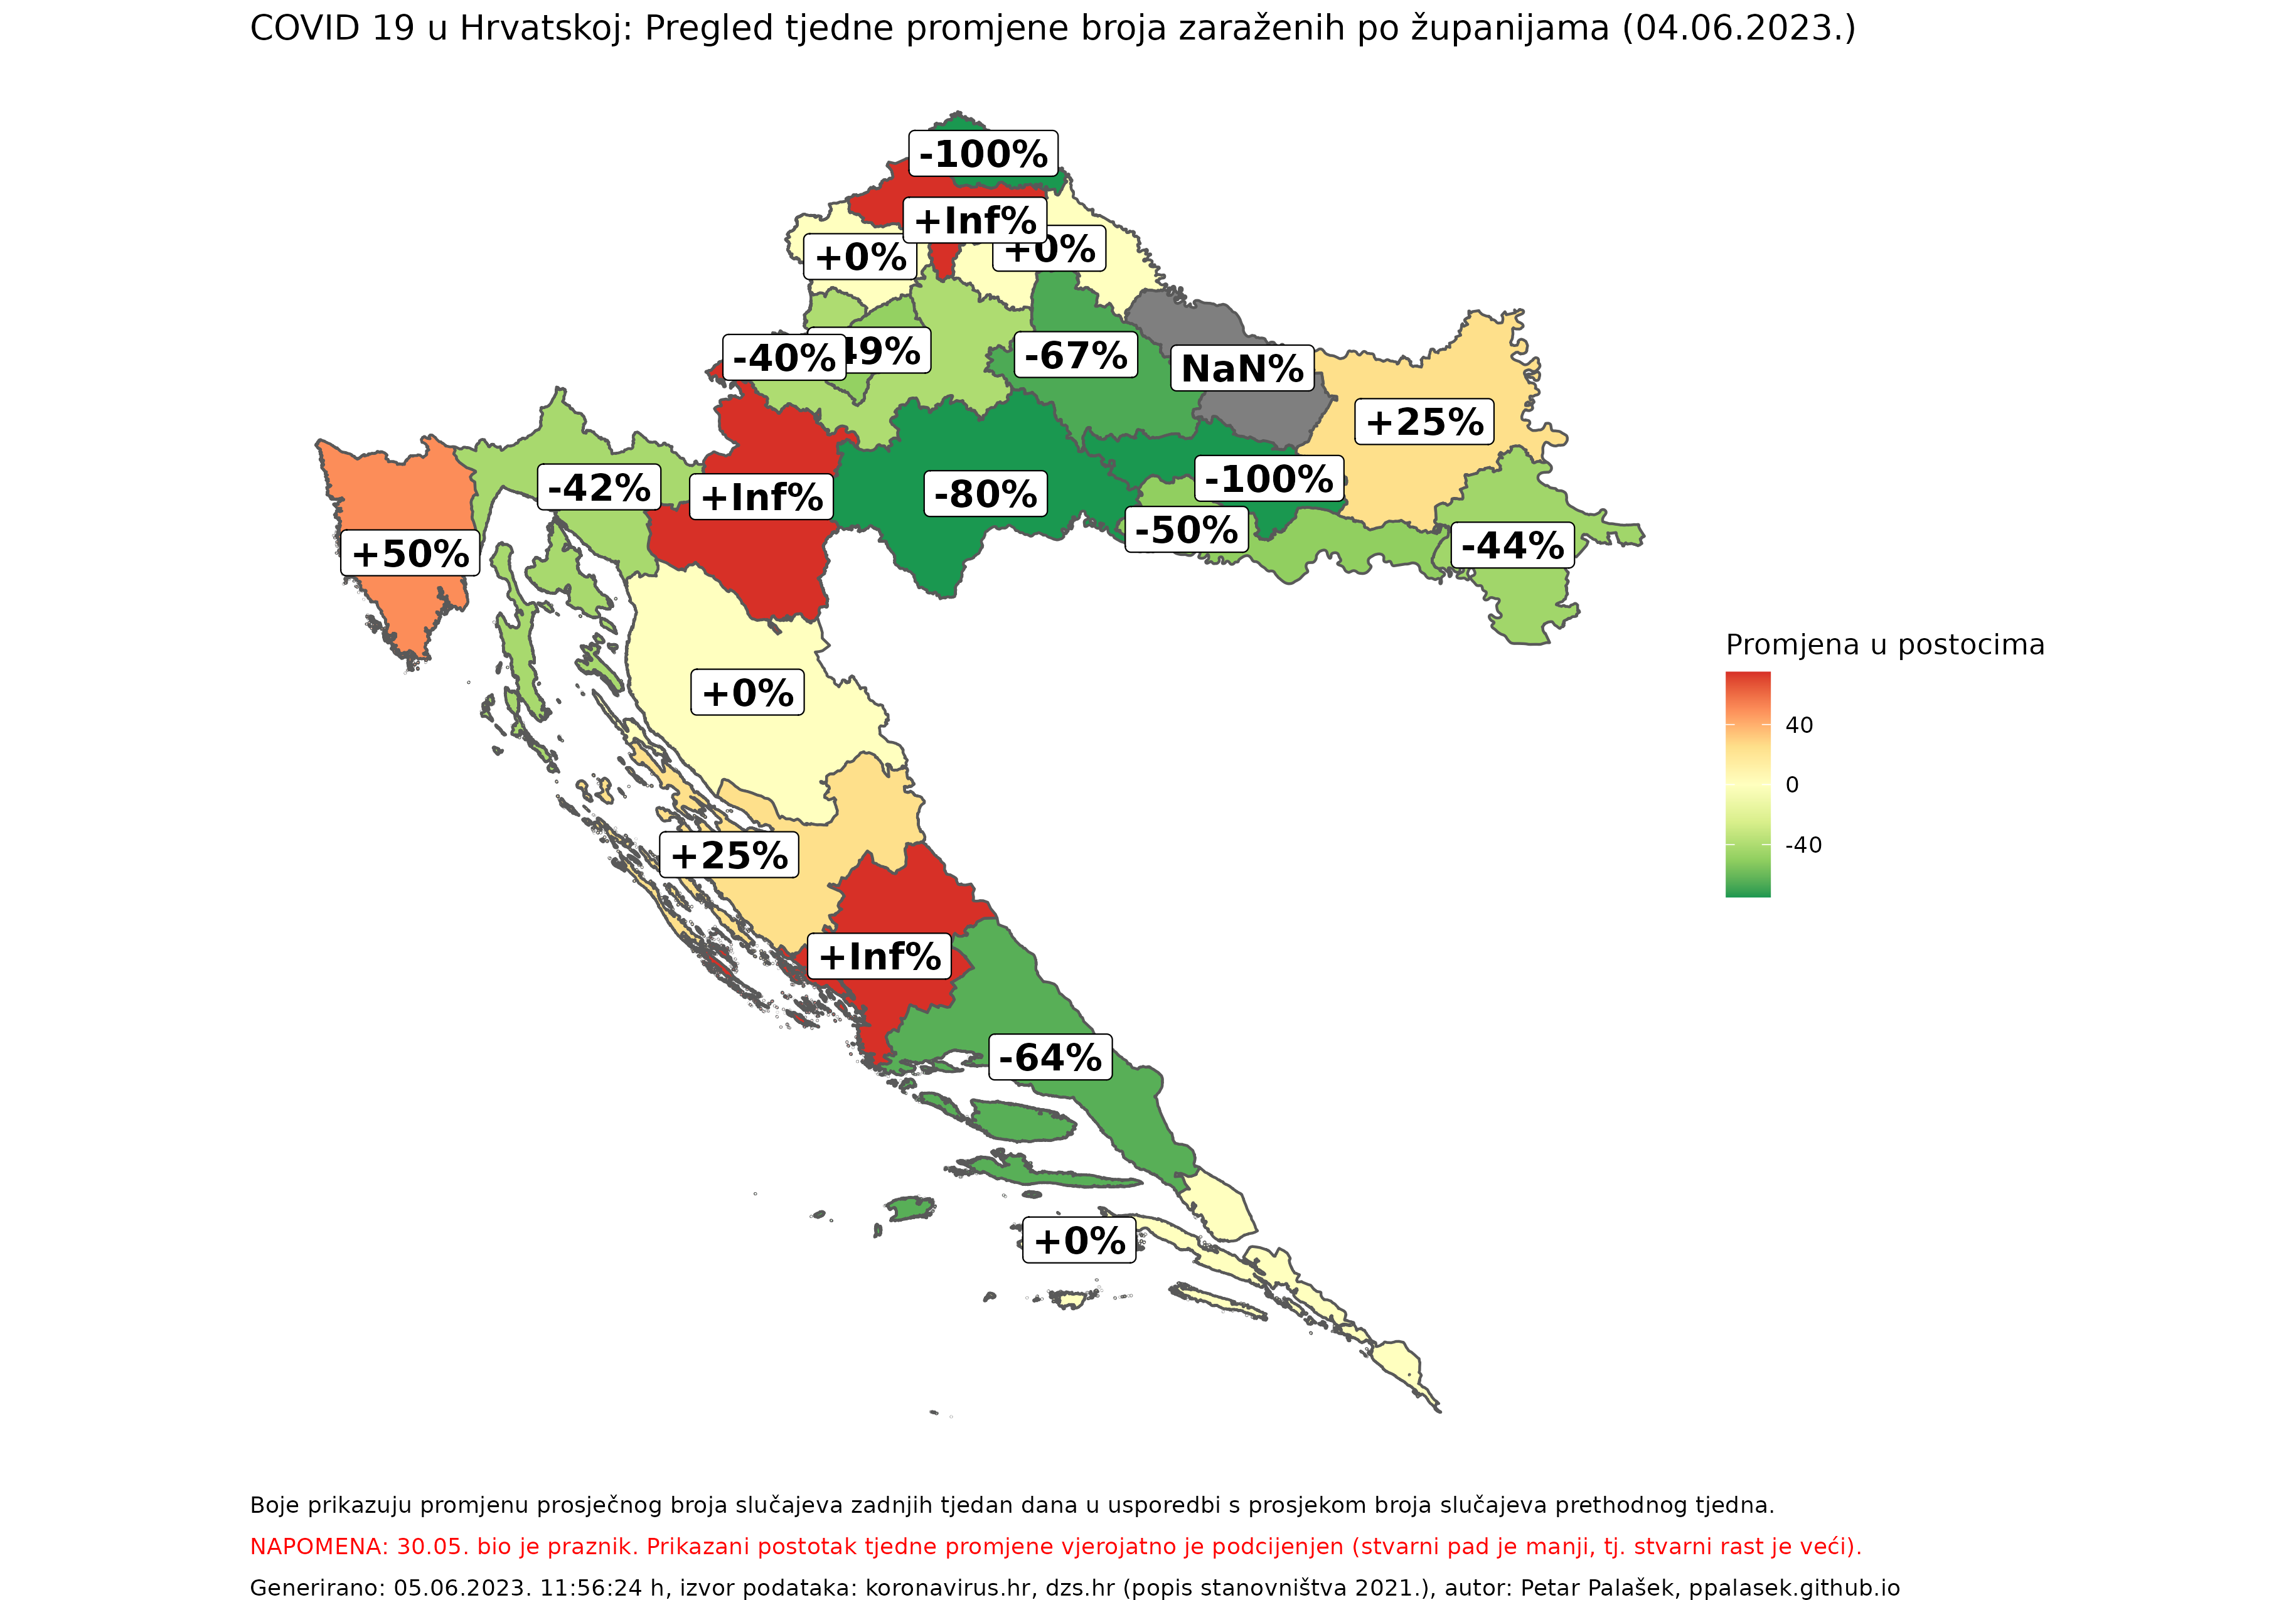 COVID 19 u Hrvatskoj: Pregled tjedne promjene broja zaraženih po županijama (04.06.2023.)
-100%
+Inf%
+0%
+0%
-40%
49%
-67%
NaN%
+25%
-42%
+Inf%
-80%
-100%
-50%
-44%
+50%
+0%
+25%
+Inf%
-64%
+0%
Promjena u postocima
40
0
-40
Boje prikazuju promjenu prosječnog broja slučajeva zadnjih tjedan dana u usporedbi s prosjekom broja slučajeva prethodnog tjedna.
NAPOMENA: 30.05. bio je praznik. Prikazani postotak tjedne promjene vjerojatno je podcijenjen (stvarni pad je manji, tj. stvarni rast je veći).
Generirano: 05.06.2023. 11:56:24 h, izvor podataka: koronavirus.hr, dzs.hr (popis stanovništva 2021.), autor: Petar Palašek, ppalasek.github.io